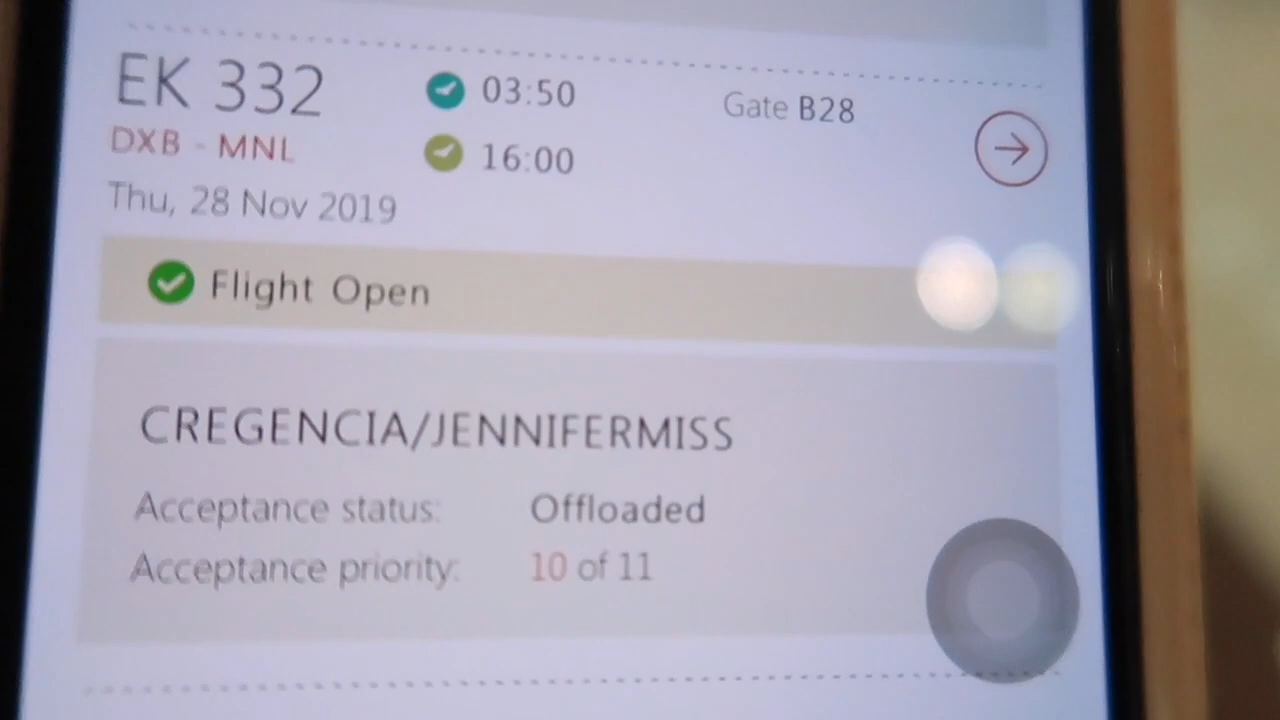 EK 332
03:50
Gate B28
DXB - MNL
16:00
Thu, 28 Nov 2019
Flight Open
CREGENCIA/JENNIFERMISS
Acceptance status: Offloaded
Acceptance priority: 10 of 11